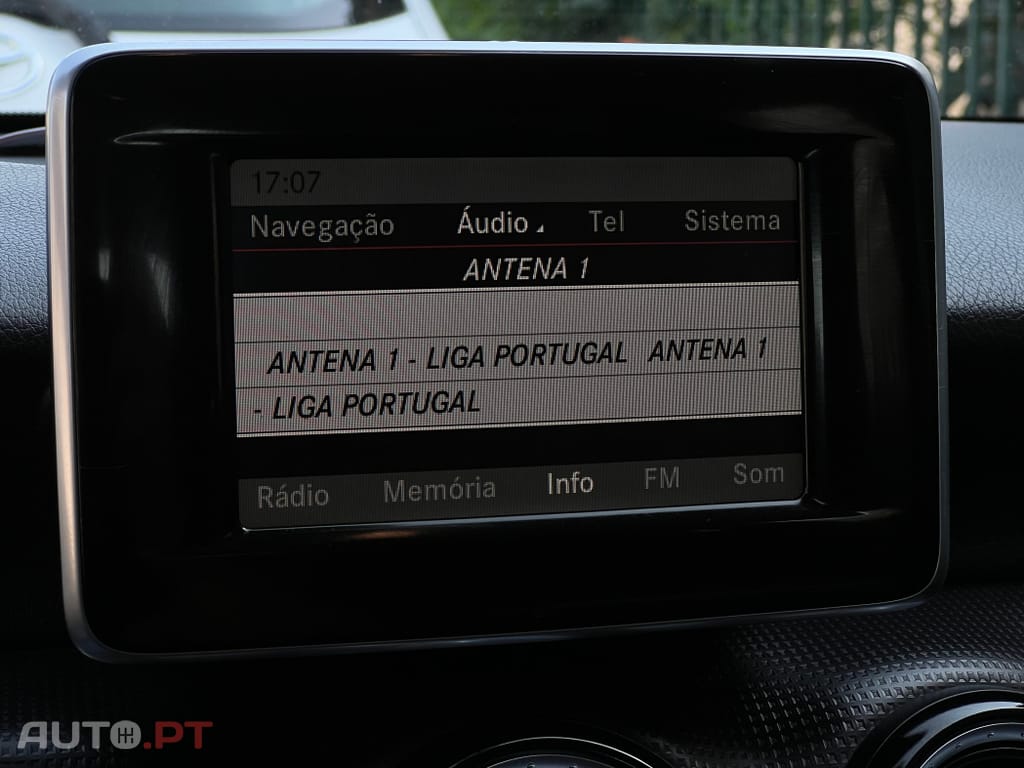 17:07
Navegação Áudio Tel Sistema
ANTENA 1
ANTENA 1 - LIGA PORTUGAL ANTENA 1
- LIGA PORTUGAL
Rádio Memória Info FM Som
AUTO.PT